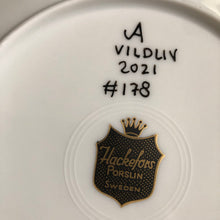 A
VILDLIV
2021
#178
Hackefors
PORSLIN
SWEDEN